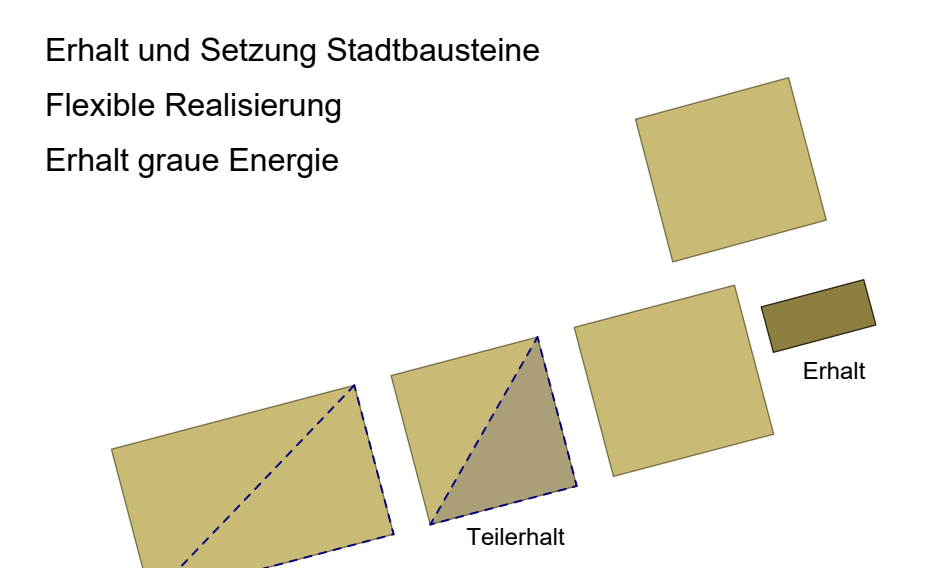 Erhalt und Setzung Stadtbausteine
Flexible Realisierung
Erhalt graue Energie
Erhalt
Teilerhalt